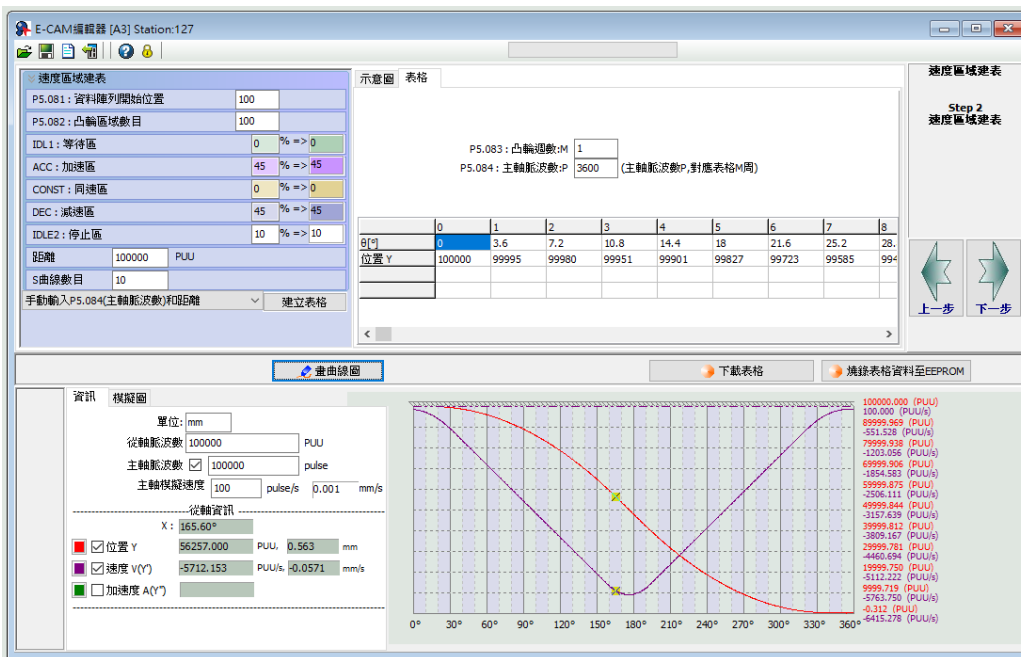 E-CAM編輯器 [A3] Station:127
速度區域建表
P5.081 : 資料陣列開始位置 100
P5.082 : 凸輪區域數目 100
IDL1 : 等待區 0 % => 0
ACC : 加速區 45 % => 45
CONST : 同速區 0 % => 0
DEC : 減速區 45 % => 45
IDLE2 : 停止區 10 % => 10
距離 100000 PUU
S曲線數目 10
手動輸入P5.084(主軸脈波數)和距離 建立表格
示意圖 表格
P5.083 : 凸輪週數:M 1
P5.084 : 主軸脈波數:P 3600 (主軸脈波數P,對應表格M周)
0 1 2 3 4 5 6 7 8
θ[°] 0 3.6 7.2 10.8 14.4 18 21.6 25.2 28.
位置 Y 100000 99995 99980 99951 99901 99827 99723 99585 994
速度區域建表
Step 2
速度區域建表
上一步 下一步
畫曲線圖 下載表格 燒錄表格資料至EEPROM
資訊 模擬圖
單位: mm
從軸脈波數 100000 PUU
主軸脈波數 100000 pulse
主軸模擬速度 100 pulse/s 0.001 mm/s
從軸資訊
X : 165.60°
位置 Y 56257.000 PUU, 0.563 mm
速度 V(Y') -5712.153 PUU/s, -0.0571 mm/s
加速度 A(Y")
100000.000 (PUU)
100.000 (PUU/s)
89999.969 (PUU)
-551.528 (PUU/s)
79999.938 (PUU)
-1203.056 (PUU/s)
69999.906 (PUU)
-1854.583 (PUU/s)
59999.875 (PUU)
-2506.111 (PUU/s)
49999.844 (PUU)
-3157.639 (PUU/s)
39999.812 (PUU)
-3809.167 (PUU/s)
29999.781 (PUU)
-4460.694 (PUU/s)
19999.750 (PUU)
-5112.222 (PUU/s)
9999.719 (PUU)
-5763.750 (PUU/s)
-0.312 (PUU)
-6415.278 (PUU/s)
0° 30° 60° 90° 120° 150° 180° 210° 240° 270° 300° 330° 360°